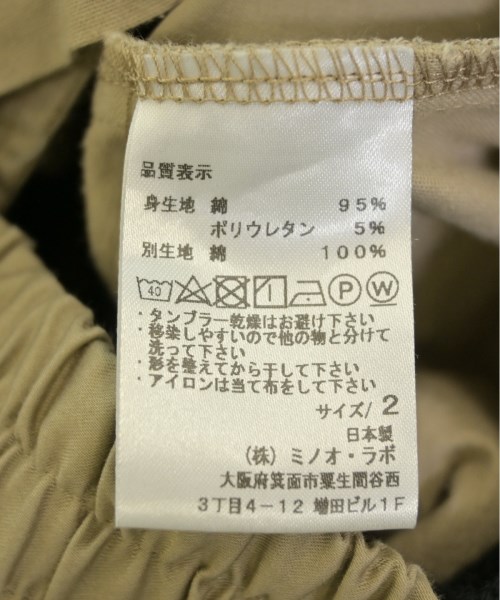 品質表示
身生地 綿 95%
ポリウレタン 5%
別生地 綿 100%
40 P W
・タンブラー乾燥はお避け下さい
・移染しやすいので他の物と分けて
洗って下さい
・形を整えてから干して下さい
・アイロンは当て布をして下さい
サイズ/ 2
日本製
(株) ミノオ・ラボ
大阪府箕面市粟生間谷西
3丁目4-12 増田ビル1F